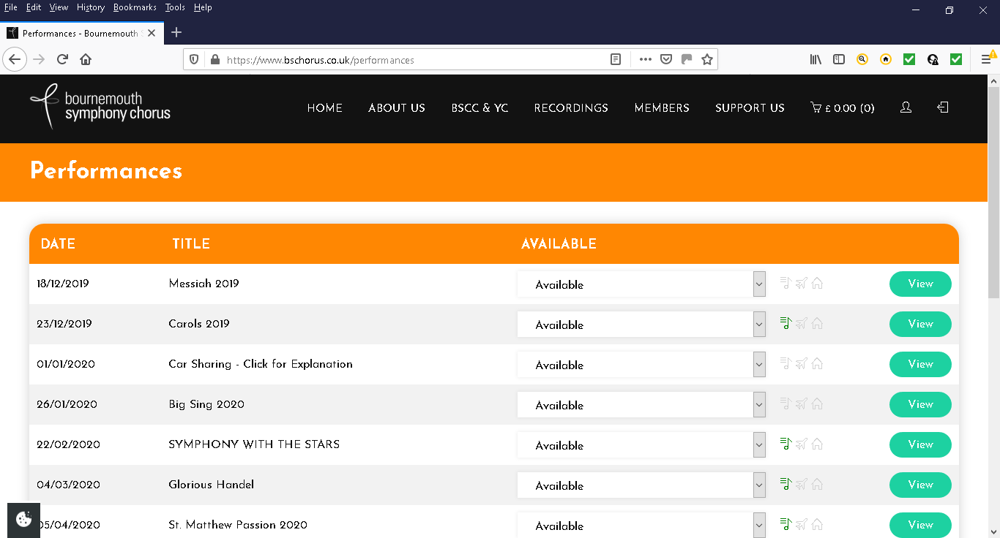 File Edit View History Bookmarks Tools Help
Performances - Bournemouth
https://www.bschorus.co.uk/performances
bournemouth
symphony chorus
HOME ABOUT US BSCC & YC RECORDINGS MEMBERS SUPPORT US £ 0.00 (0)
Performances
DATE TITLE AVAILABLE
18/12/2019 Messiah 2019 Available View
23/12/2019 Carols 2019 Available View
01/01/2020 Car Sharing - Click for Explanation Available View
26/01/2020 Big Sing 2020 Available View
22/02/2020 SYMPHONY WITH THE STARS Available View
04/03/2020 Glorious Handel Available View
05/04/2020 St. Matthew Passion 2020 Available View